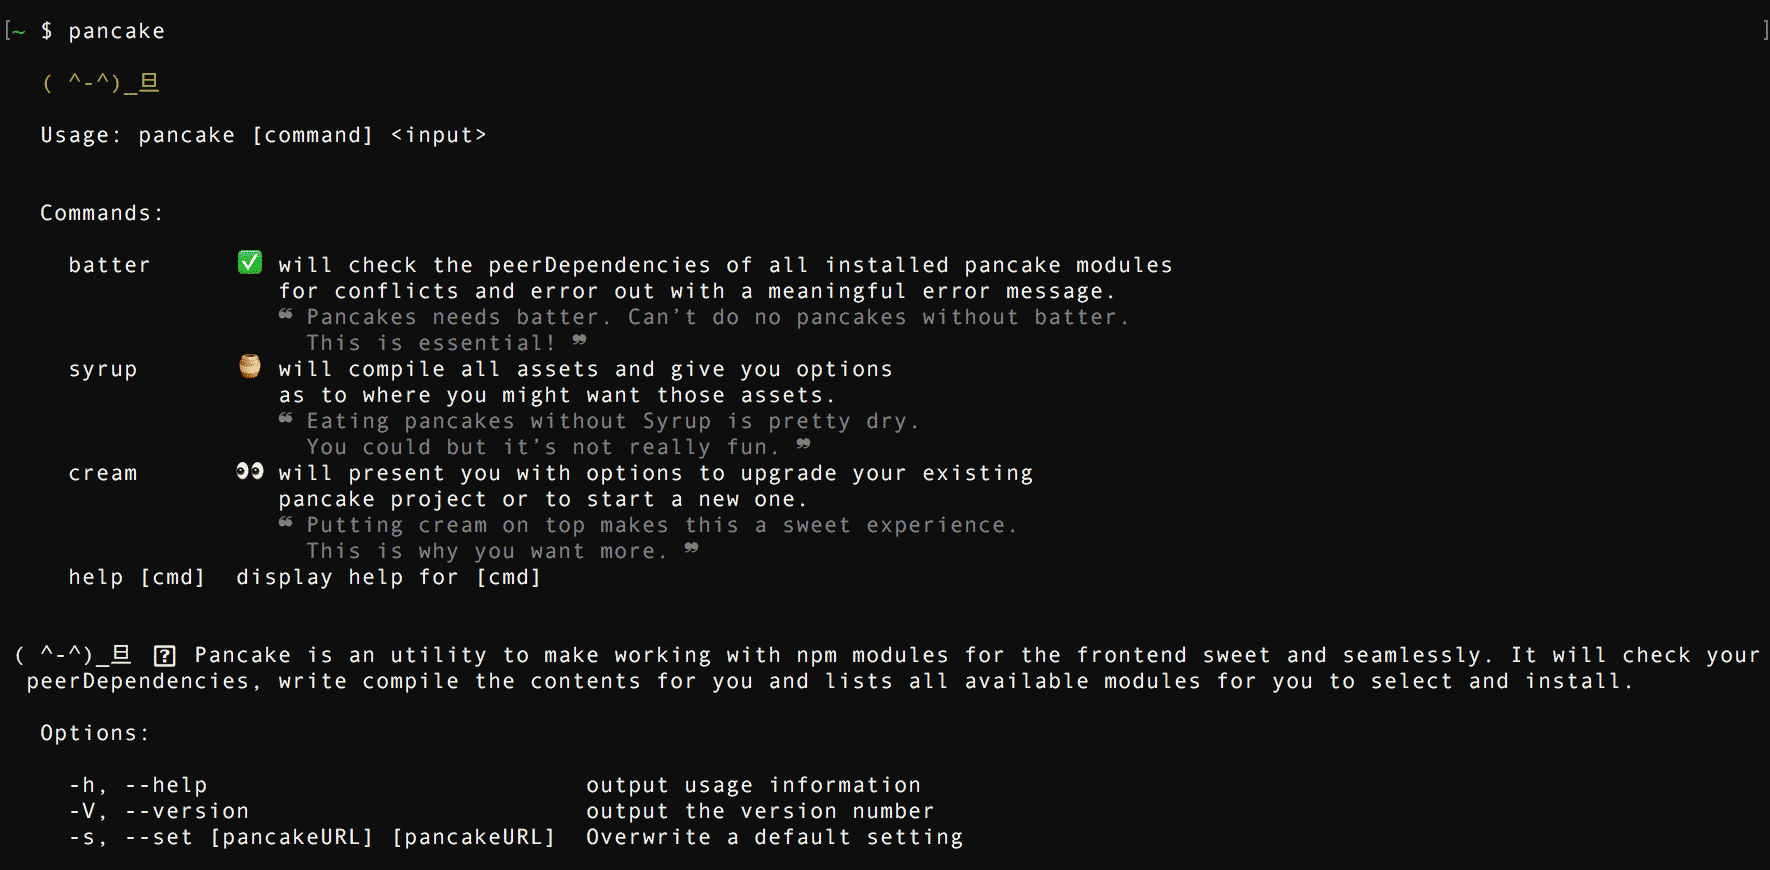 [~ $ pancake ]
( ^-^)_旦
Usage: pancake [command] <input>
Commands:
batter ✅ will check the peerDependencies of all installed pancake modules
for conflicts and error out with a meaningful error message.
❝ Pancakes needs batter. Can’t do no pancakes without batter.
This is essential! ❞
syrup will compile all assets and give you options
as to where you might want those assets.
❝ Eating pancakes without Syrup is pretty dry.
You could but it’s not really fun. ❞
cream 👀 will present you with options to upgrade your existing
pancake project or to start a new one.
❝ Putting cream on top makes this a sweet experience.
This is why you want more. ❞
help [cmd] display help for [cmd]
( ^-^)_旦 ⍰ Pancake is an utility to make working with npm modules for the frontend sweet and seamlessly. It will check your
peerDependencies, write compile the contents for you and lists all available modules for you to select and install.
Options:
-h, --help output usage information
-V, --version output the version number
-s, --set [pancakeURL] [pancakeURL] Overwrite a default setting